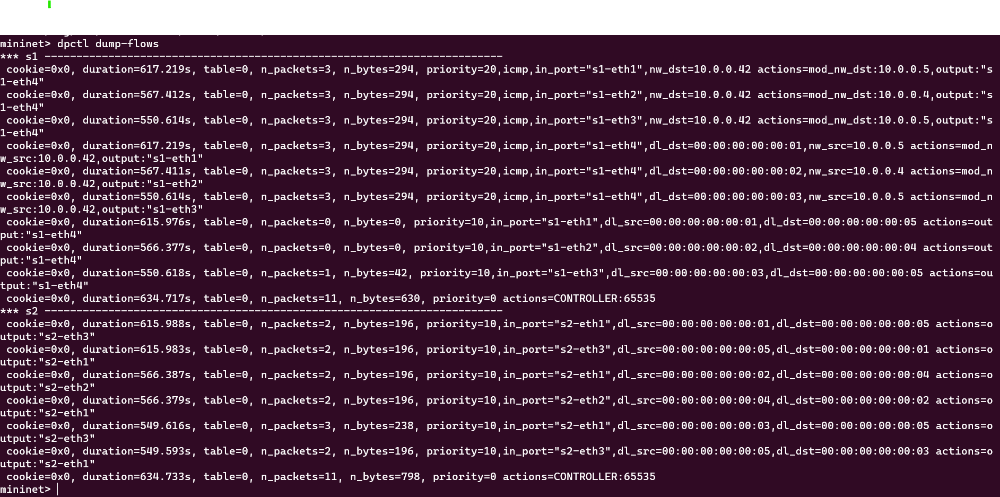 mininet> dpctl dump-flows
*** s1 ------------------------------------------------------------------------
 cookie=0x0, duration=617.219s, table=0, n_packets=3, n_bytes=294, priority=20,icmp,in_port="s1-eth1",nw_dst=10.0.0.42 actions=mod_nw_dst:10.0.0.5,output:"s
1-eth4"
 cookie=0x0, duration=567.412s, table=0, n_packets=3, n_bytes=294, priority=20,icmp,in_port="s1-eth2",nw_dst=10.0.0.42 actions=mod_nw_dst:10.0.0.4,output:"s
1-eth4"
 cookie=0x0, duration=550.614s, table=0, n_packets=3, n_bytes=294, priority=20,icmp,in_port="s1-eth3",nw_dst=10.0.0.42 actions=mod_nw_dst:10.0.0.5,output:"s
1-eth4"
 cookie=0x0, duration=617.219s, table=0, n_packets=3, n_bytes=294, priority=20,icmp,in_port="s1-eth4",dl_dst=00:00:00:00:00:01,nw_src=10.0.0.5 actions=mod_n
w_src:10.0.0.42,output:"s1-eth1"
 cookie=0x0, duration=567.411s, table=0, n_packets=3, n_bytes=294, priority=20,icmp,in_port="s1-eth4",dl_dst=00:00:00:00:00:02,nw_src=10.0.0.4 actions=mod_n
w_src:10.0.0.42,output:"s1-eth2"
 cookie=0x0, duration=550.614s, table=0, n_packets=3, n_bytes=294, priority=20,icmp,in_port="s1-eth4",dl_dst=00:00:00:00:00:03,nw_src=10.0.0.5 actions=mod_n
w_src:10.0.0.42,output:"s1-eth3"
 cookie=0x0, duration=615.976s, table=0, n_packets=0, n_bytes=0, priority=10,in_port="s1-eth1",dl_src=00:00:00:00:00:01,dl_dst=00:00:00:00:00:05 actions=out
put:"s1-eth4"
 cookie=0x0, duration=566.377s, table=0, n_packets=0, n_bytes=0, priority=10,in_port="s1-eth2",dl_src=00:00:00:00:00:02,dl_dst=00:00:00:00:00:04 actions=out
put:"s1-eth4"
 cookie=0x0, duration=550.618s, table=0, n_packets=1, n_bytes=42, priority=10,in_port="s1-eth3",dl_src=00:00:00:00:00:03,dl_dst=00:00:00:00:00:05 actions=ou
tput:"s1-eth4"
 cookie=0x0, duration=634.717s, table=0, n_packets=11, n_bytes=630, priority=0 actions=CONTROLLER:65535
*** s2 ------------------------------------------------------------------------
 cookie=0x0, duration=615.988s, table=0, n_packets=2, n_bytes=196, priority=10,in_port="s2-eth1",dl_src=00:00:00:00:00:01,dl_dst=00:00:00:00:00:05 actions=o
utput:"s2-eth3"
 cookie=0x0, duration=615.983s, table=0, n_packets=2, n_bytes=196, priority=10,in_port="s2-eth3",dl_src=00:00:00:00:00:05,dl_dst=00:00:00:00:00:01 actions=o
utput:"s2-eth1"
 cookie=0x0, duration=566.387s, table=0, n_packets=2, n_bytes=196, priority=10,in_port="s2-eth1",dl_src=00:00:00:00:00:02,dl_dst=00:00:00:00:00:04 actions=o
utput:"s2-eth2"
 cookie=0x0, duration=566.379s, table=0, n_packets=2, n_bytes=196, priority=10,in_port="s2-eth2",dl_src=00:00:00:00:00:04,dl_dst=00:00:00:00:00:02 actions=o
utput:"s2-eth1"
 cookie=0x0, duration=549.616s, table=0, n_packets=3, n_bytes=238, priority=10,in_port="s2-eth1",dl_src=00:00:00:00:00:03,dl_dst=00:00:00:00:00:05 actions=o
utput:"s2-eth3"
 cookie=0x0, duration=549.593s, table=0, n_packets=2, n_bytes=196, priority=10,in_port="s2-eth3",dl_src=00:00:00:00:00:05,dl_dst=00:00:00:00:00:03 actions=o
utput:"s2-eth1"
 cookie=0x0, duration=634.733s, table=0, n_packets=11, n_bytes=798, priority=0 actions=CONTROLLER:65535
mininet>